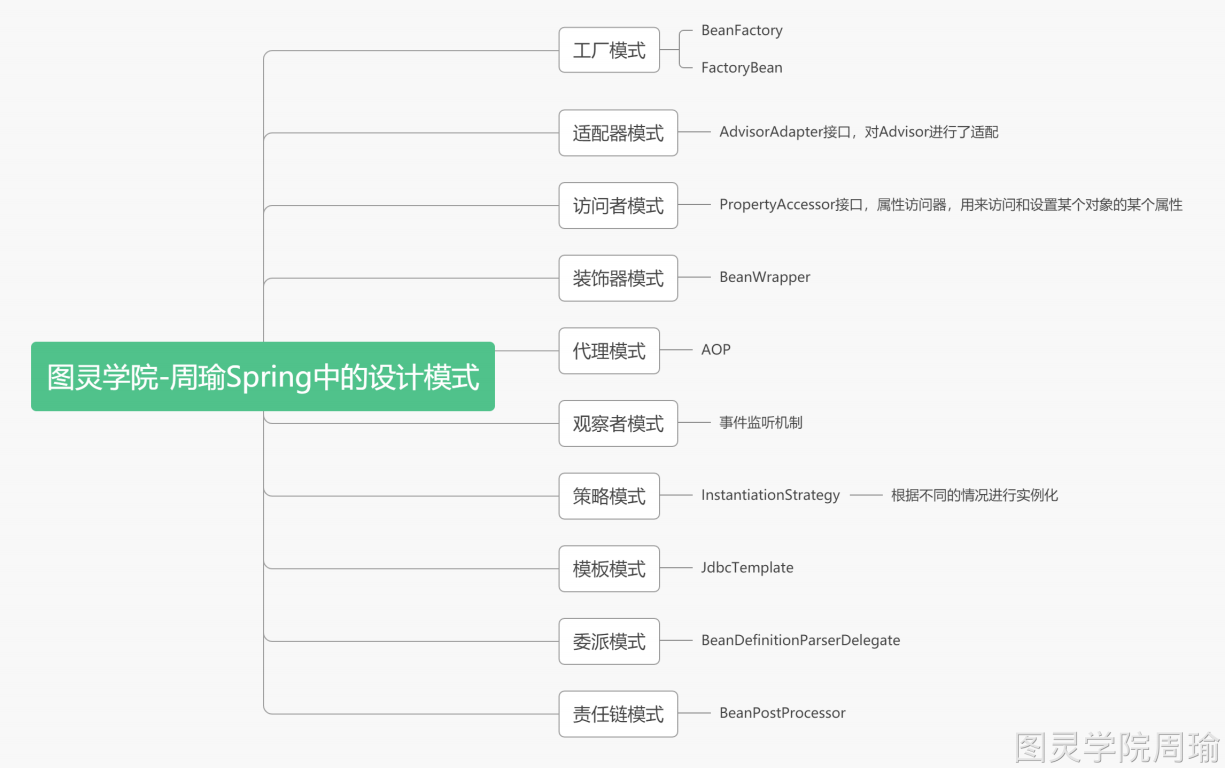 工厂模式
BeanFactory
FactoryBean
适配器模式
AdvisorAdapter接口，对Advisor进行了适配
访问者模式
PropertyAccessor接口，属性访问器，用来访问和设置某个对象的某个属性
装饰器模式
BeanWrapper
图灵学院-周瑜Spring中的设计模式
代理模式
AOP
观察者模式
事件监听机制
策略模式
InstantiationStrategy
根据不同的情况进行实例化
模板模式
JdbcTemplate
委派模式
BeanDefinitionParserDelegate
责任链模式
BeanPostProcessor
图灵学院周瑜